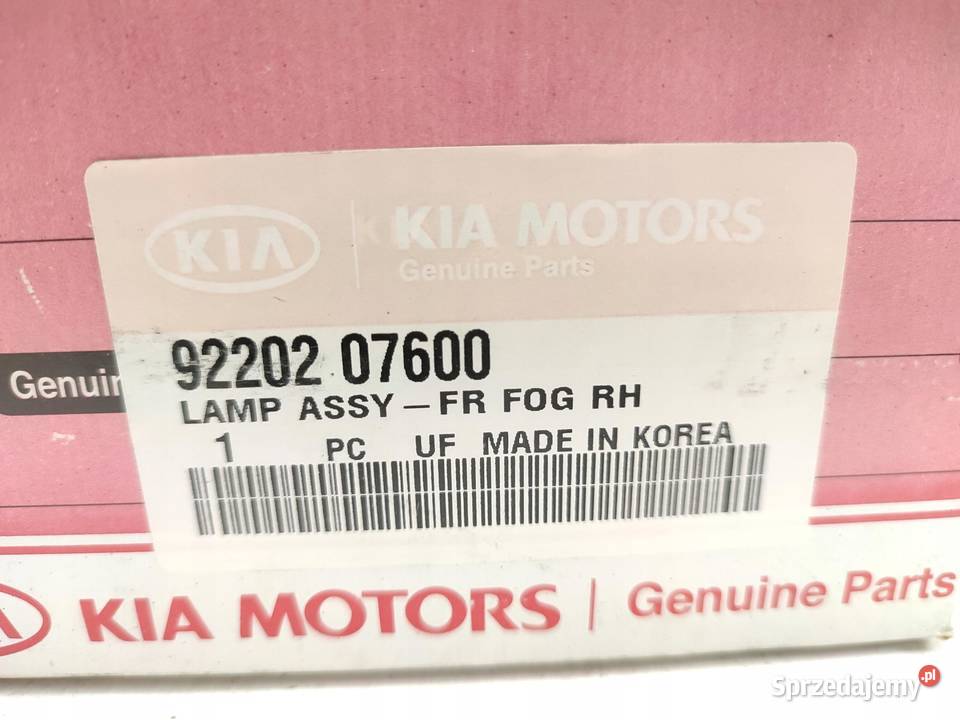 KIA KIA MOTORS
Genuine Parts
Genuin
92202 07600
LAMP ASSY - FR FOG RH
1 PC UF MADE IN KOREA
KIA MOTORS | Genuine Parts
Sprzedajemy.pl